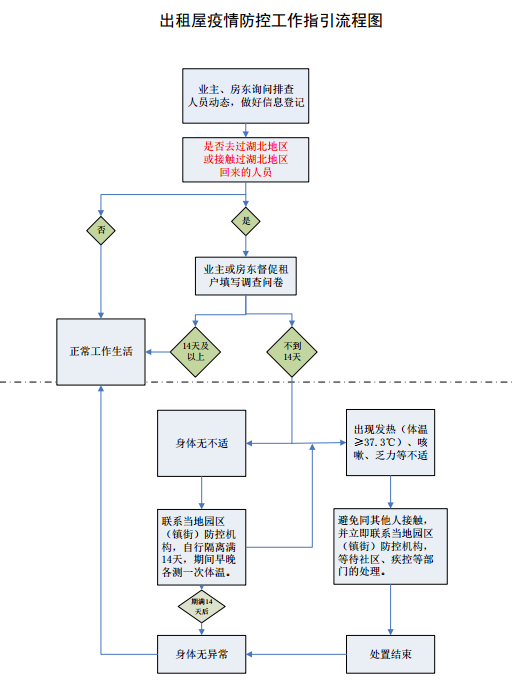 出租屋疫情防控工作指引流程图
业主、房东询问排查
人员动态，做好信息登记
是否去过湖北地区
或接触过湖北地区
回来的人员
否
是
业主或房东督促租
户填写调查问卷
正常工作生活
14天及
以上
不到
14天
身体无不适
出现发热（体温
≥37.3℃）、咳
嗽、乏力等不适
联系当地园区
（镇街）防控机
构，自行隔离满
14天，期间早晚
各测一次体温。
避免同其他人接触，
并立即联系当地园区
（镇街）防控机构，
等待社区、疾控等部
门的处理。
期满14
天后
身体无异常
处置结束